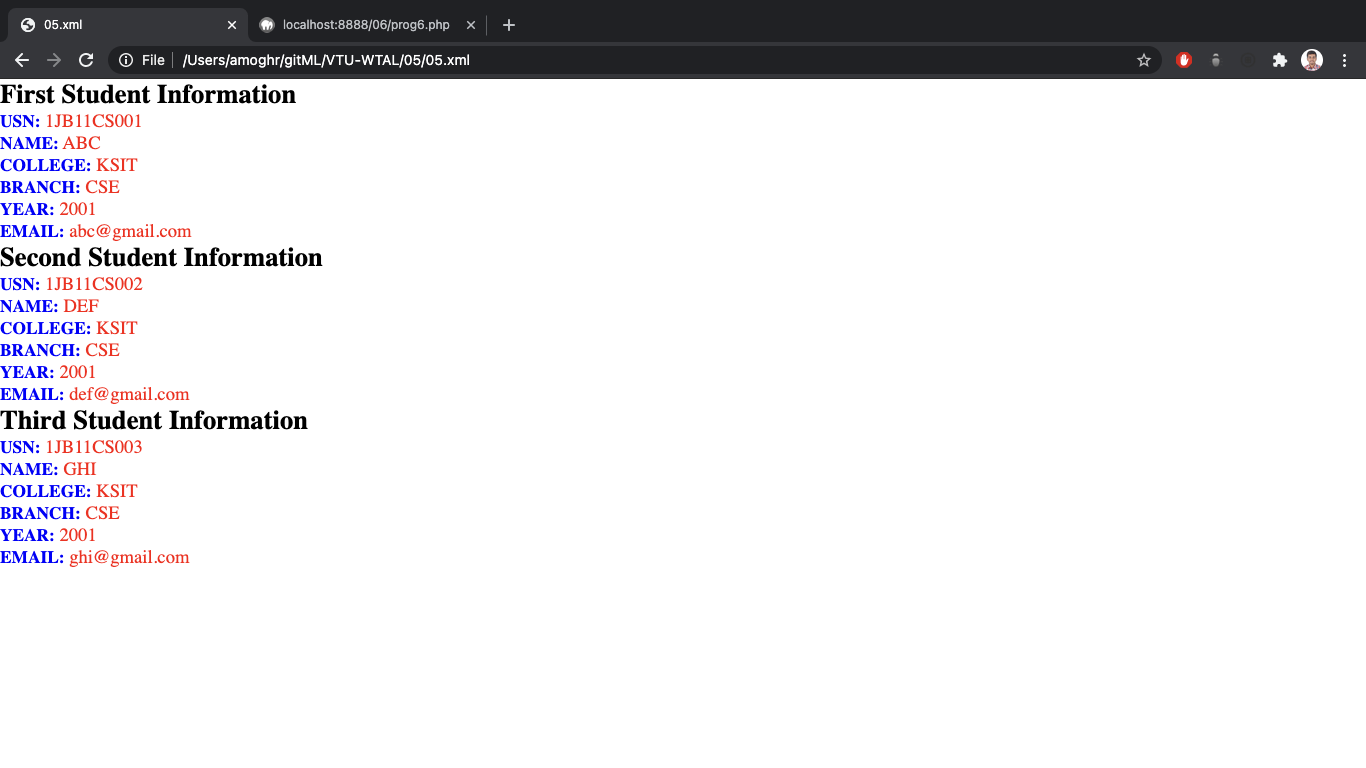 05.xml
localhost:8888/06/prog6.php
File
/Users/amoghr/gitML/VTU-WTAL/05/05.xml
First Student Information
USN: 1JB11CS001
NAME: ABC
COLLEGE: KSIT
BRANCH: CSE
YEAR: 2001
EMAIL: abc@gmail.com
Second Student Information
USN: 1JB11CS002
NAME: DEF
COLLEGE: KSIT
BRANCH: CSE
YEAR: 2001
EMAIL: def@gmail.com
Third Student Information
USN: 1JB11CS003
NAME: GHI
COLLEGE: KSIT
BRANCH: CSE
YEAR: 2001
EMAIL: ghi@gmail.com